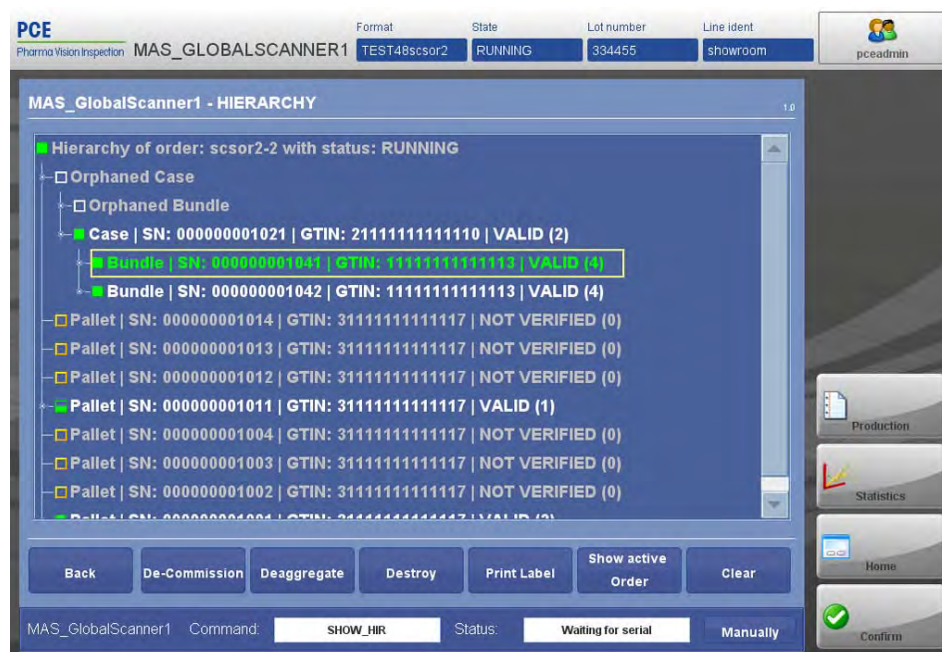 PCE
Pharma Vision Inspection
MAS_GLOBALSCANNER1
Format
TEST48scsor2
State
RUNNING
Lot number
334455
Line ident
showroom
pceadmin
MAS_GlobalScanner1 - HIERARCHY
1.0
Hierarchy of order: scsor2-2 with status: RUNNING
Orphaned Case
Orphaned Bundle
Case | SN: 000000001021 | GTIN: 21111111111110 | VALID (2)
Bundle | SN: 000000001041 | GTIN: 11111111111113 | VALID (4)
Bundle | SN: 000000001042 | GTIN: 11111111111113 | VALID (4)
Pallet | SN: 000000001014 | GTIN: 31111111111117 | NOT VERIFIED (0)
Pallet | SN: 000000001013 | GTIN: 31111111111117 | NOT VERIFIED (0)
Pallet | SN: 000000001012 | GTIN: 31111111111117 | NOT VERIFIED (0)
Pallet | SN: 000000001011 | GTIN: 31111111111117 | VALID (1)
Pallet | SN: 000000001004 | GTIN: 31111111111117 | NOT VERIFIED (0)
Pallet | SN: 000000001003 | GTIN: 31111111111117 | NOT VERIFIED (0)
Pallet | SN: 000000001002 | GTIN: 31111111111117 | NOT VERIFIED (0)
Production
Statistics
Home
Confirm
Back
De-Commission
Deaggregate
Destroy
Print Label
Show active
Order
Clear
MAS_GlobalScanner1
Command:
SHOW_HIR
Status:
Waiting for serial
Manually